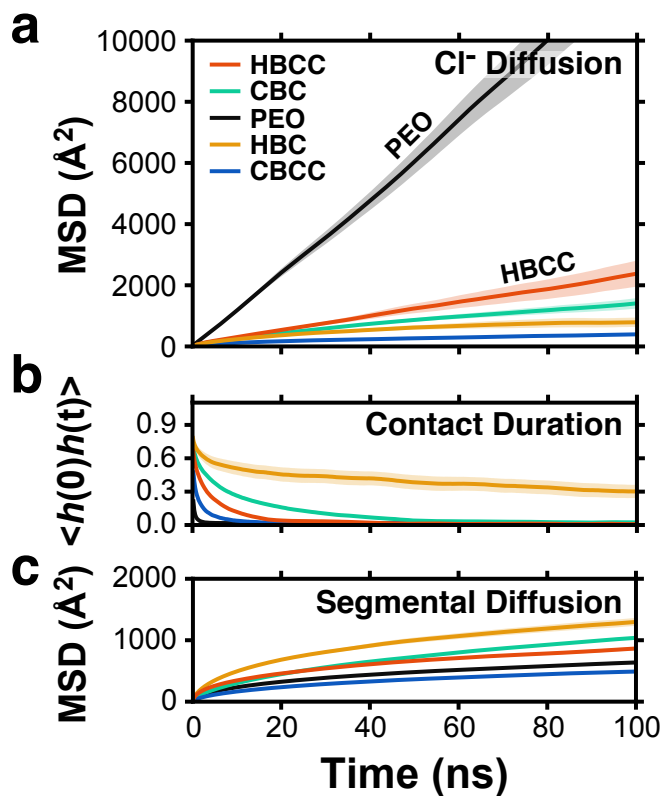 a
10000
8000
6000
4000
2000
0
MSD (Å²)
HBCC
CBC
PEO
HBC
CBCC
Cl⁻ Diffusion
PEO
HBCC
b
0.9
0.6
0.3
0.0
<h(0)h(t)>
Contact Duration
c
2000
1000
0
MSD (Å²)
Segmental Diffusion
0 20 40 60 80 100
Time (ns)